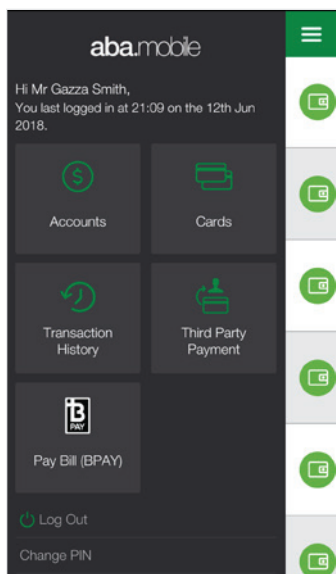 aba.mobile
Hi Mr Gazza Smith,
You last logged in at 21:09 on the 12th Jun
2018.
Accounts
Cards
Transaction
History
Third Party
Payment
B
PAY
Pay Bill (BPAY)
Log Out
Change PIN